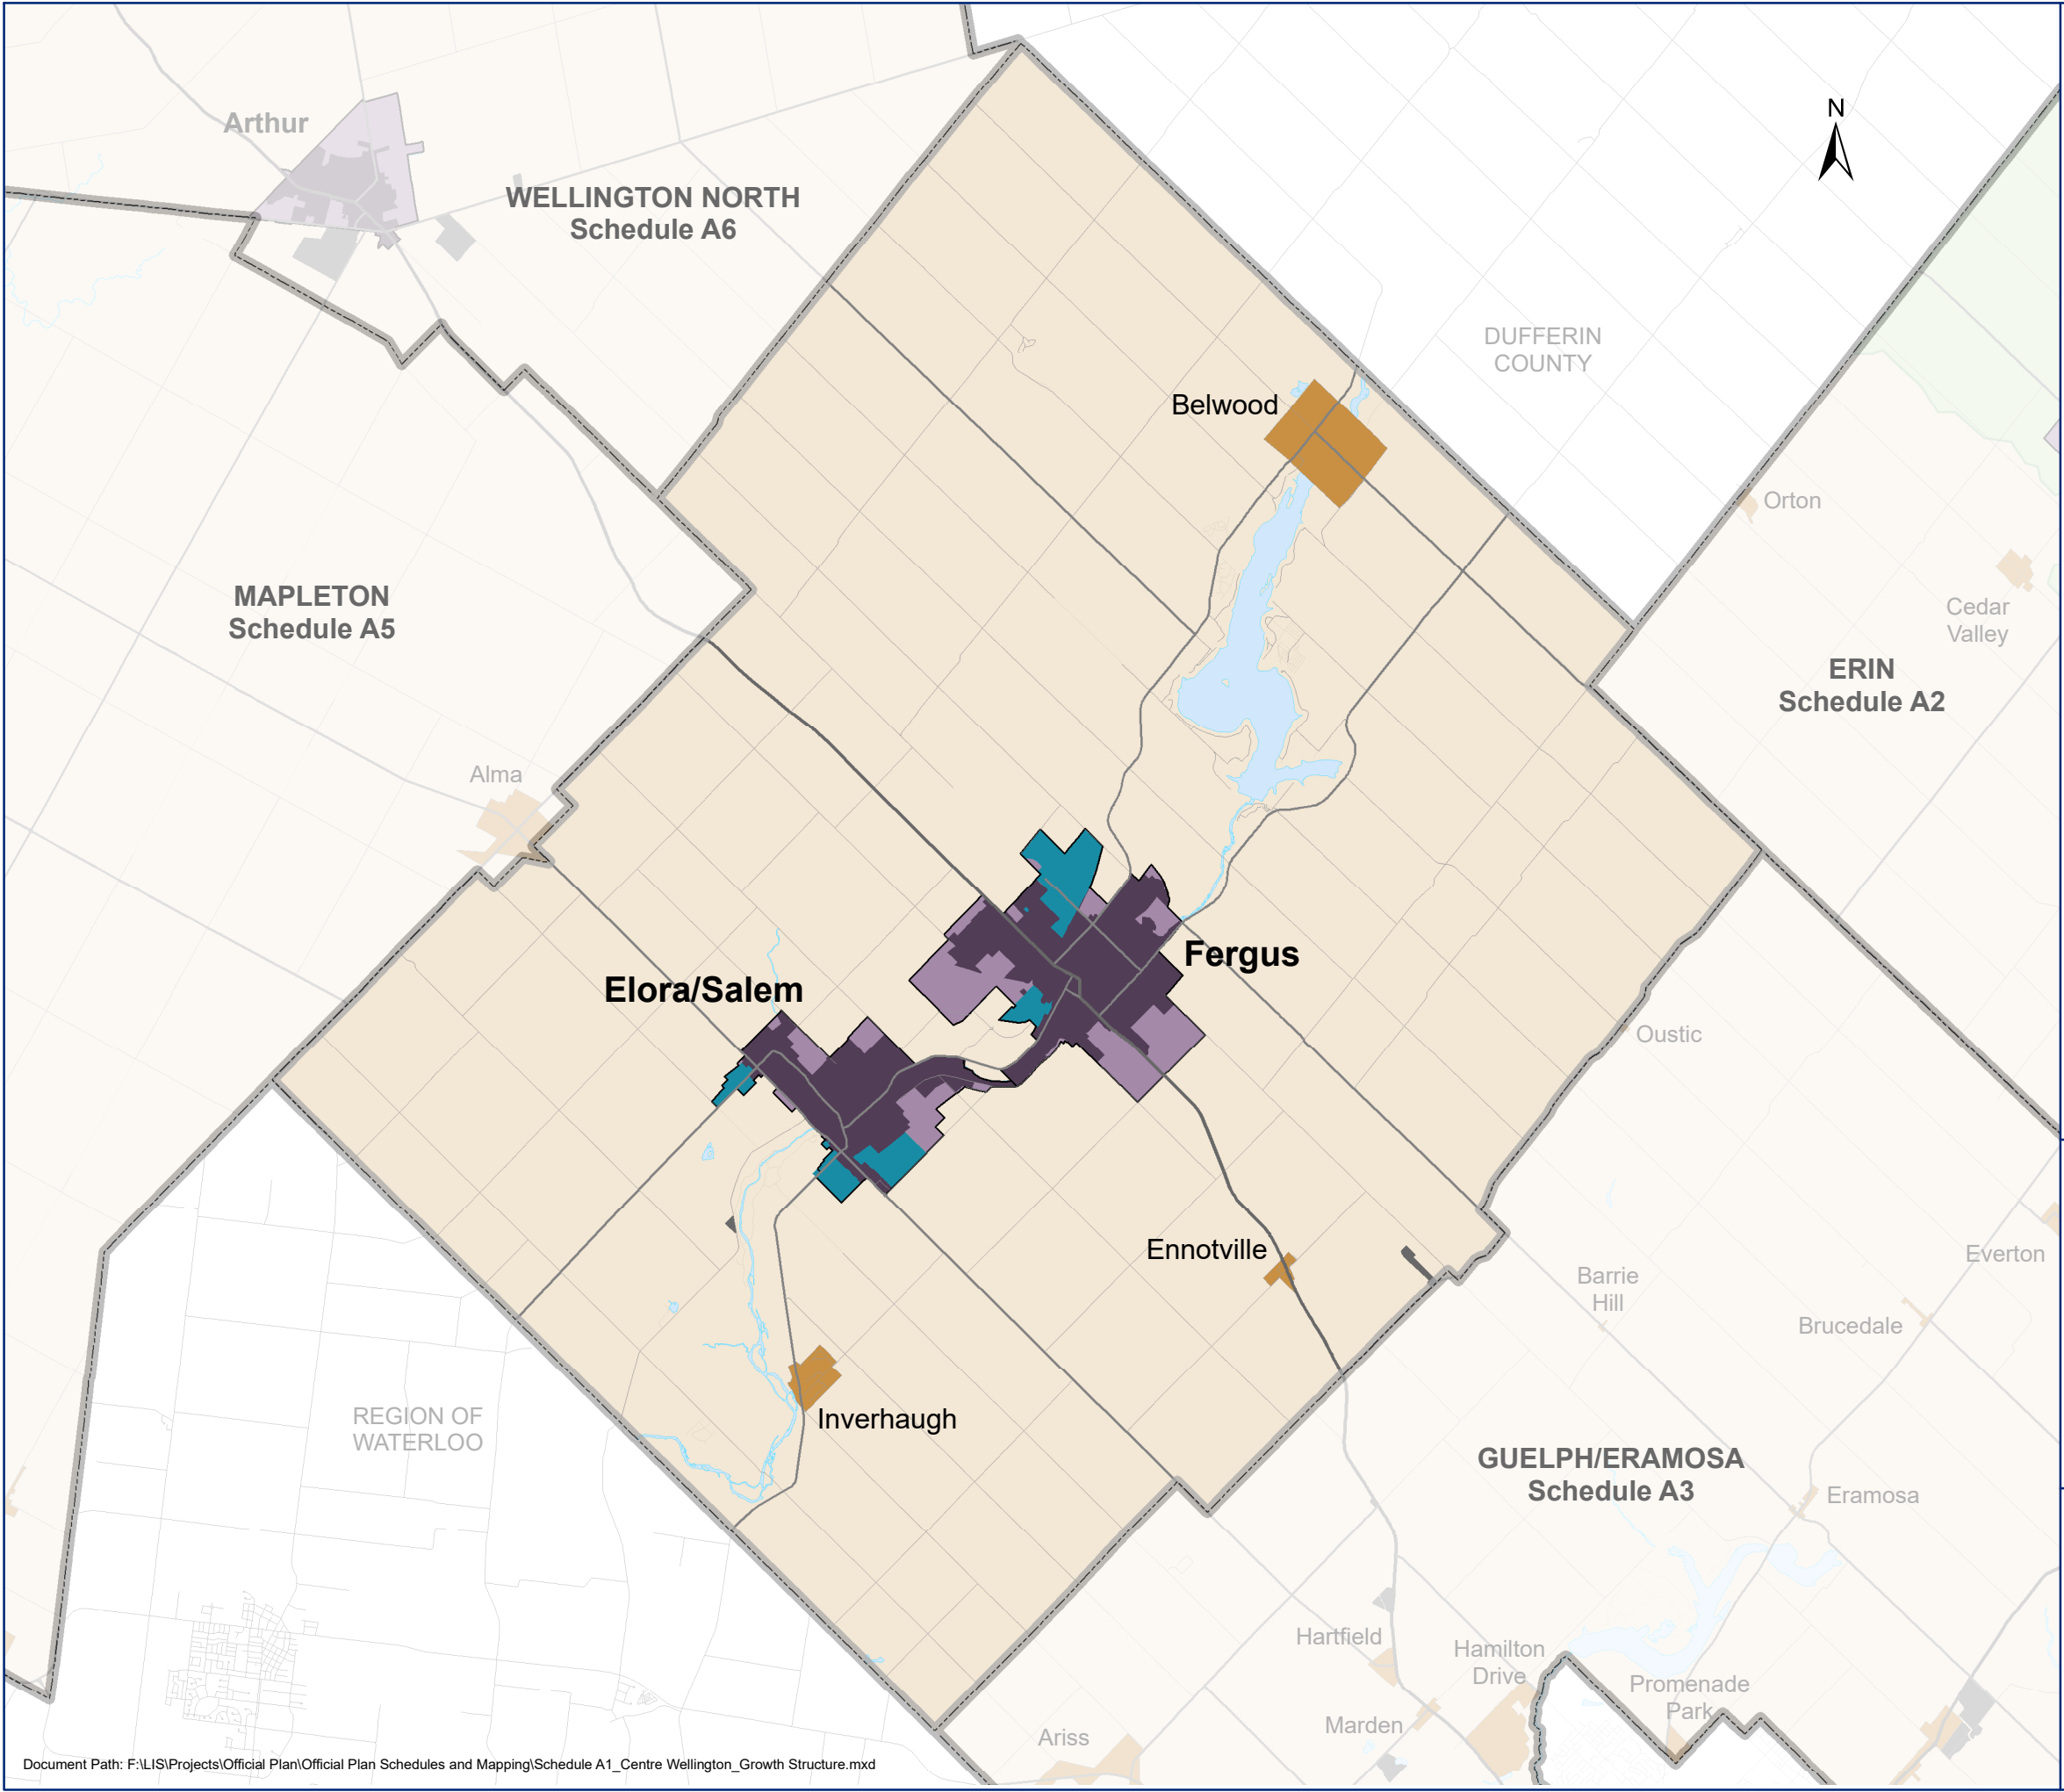 N
Arthur
WELLINGTON NORTH
Schedule A6
DUFFERIN
COUNTY
Belwood
Orton
MAPLETON
Schedule A5
Cedar
Valley
ERIN
Schedule A2
Alma
Fergus
Elora/Salem
Oustic
Ennotville
Everton
Barrie
Hill
Brucedale
Inverhaugh
REGION OF
WATERLOO
GUELPH/ERAMOSA
Schedule A3
Eramosa
Hartfield
Hamilton
Drive
Promenade
Park
Marden
Ariss
Document Path: F:\LIS\Projects\Official Plan\Official Plan Schedules and Mapping\Schedule A1_Centre Wellington_Growth Structure.mxd